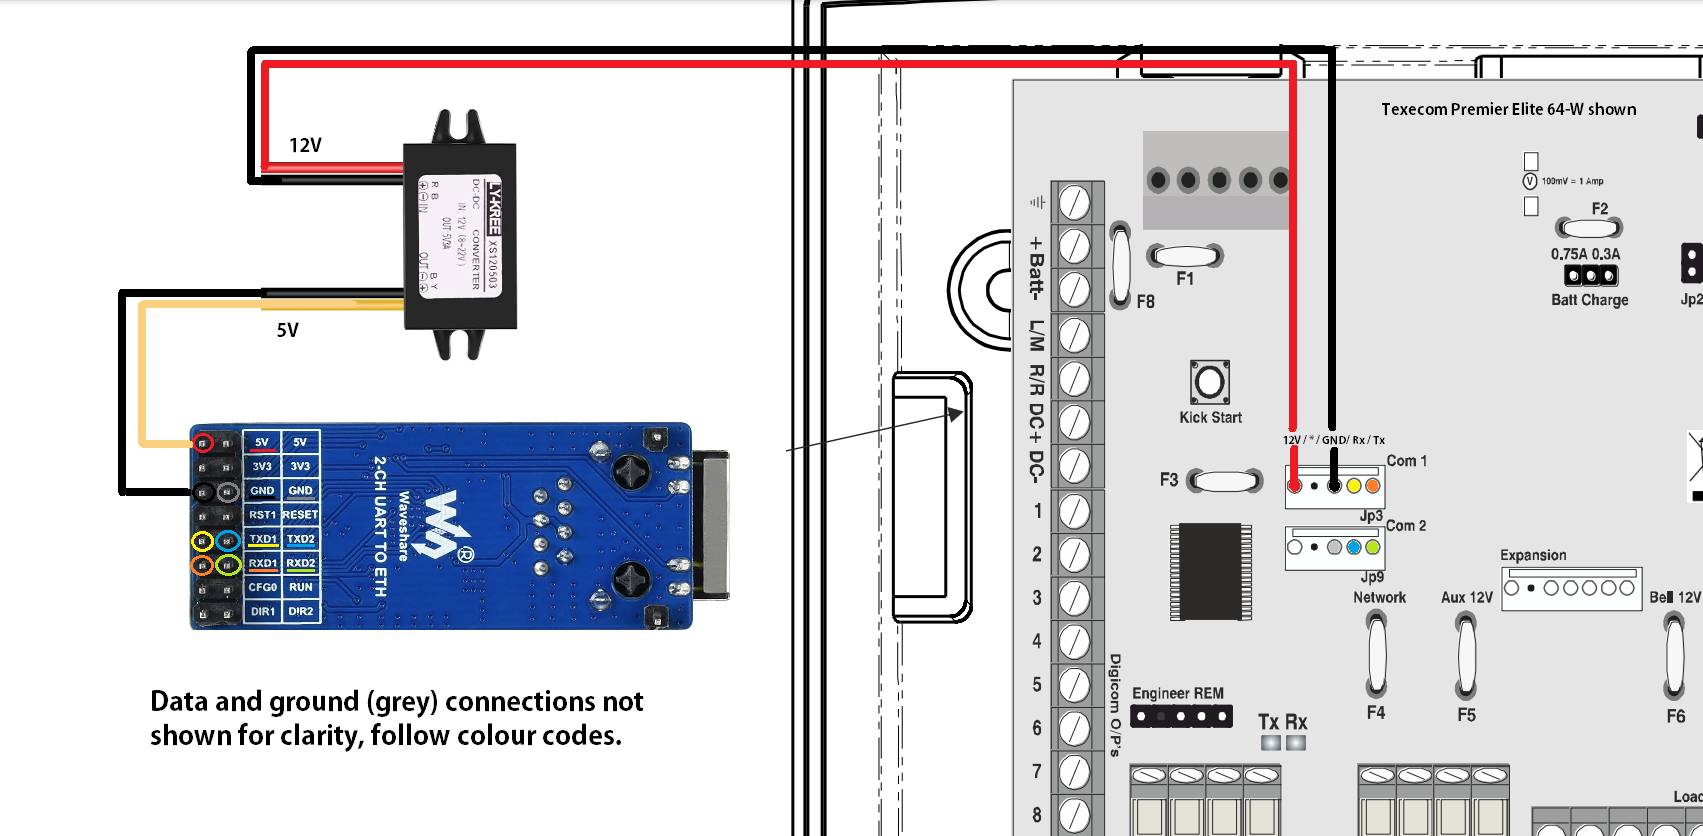 Texecom Premier Elite 64-W shown
12V
LY-KREE XS120503
DC-DC CONVERTER
IN: 12V (8~22V)
OUT 5V3A
R B B Y
⊕⊖IN OUT⊖⊕
5V
5V 5V
3V3 3V3
GND GND
RST1 RESET
TXD1 TXD2
RXD1 RXD2
CFG0 RUN
DIR1 DIR2
2-CH UART TO ETH
Waveshare
®
Data and ground (grey) connections not
shown for clarity, follow colour codes.
+Batt-
L/M
R/R
DC+
DC-
1
2
3
4
5
6
7
8
F8
F1
Kick Start
F3
V 100mV = 1 Amp
F2
0.75A 0.3A
Batt Charge
Jp2
12V / * / GND/ Rx / Tx
Com 1
Jp3
Com 2
Jp9
Expansion
Network
F4
Aux 12V
F5
Bell 12V
F6
Digicom O/P's
Engineer REM
Tx Rx
Load